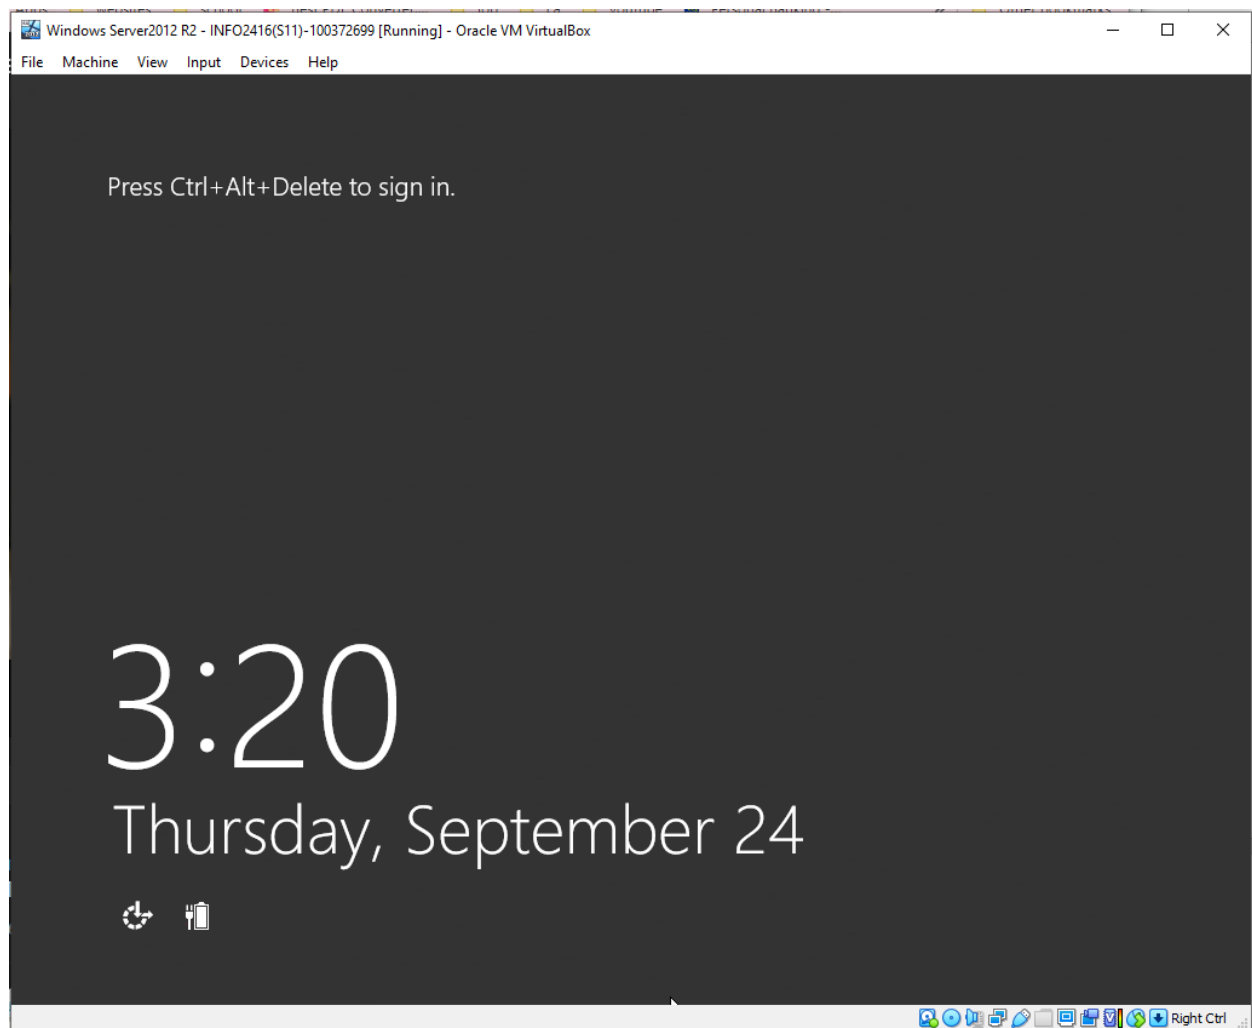 Windows Server2012 R2 - INFO2416(S11)-100372699 [Running] - Oracle VM VirtualBox
File Machine View Input Devices Help
Press Ctrl+Alt+Delete to sign in.
3:20
Thursday, September 24
Right Ctrl